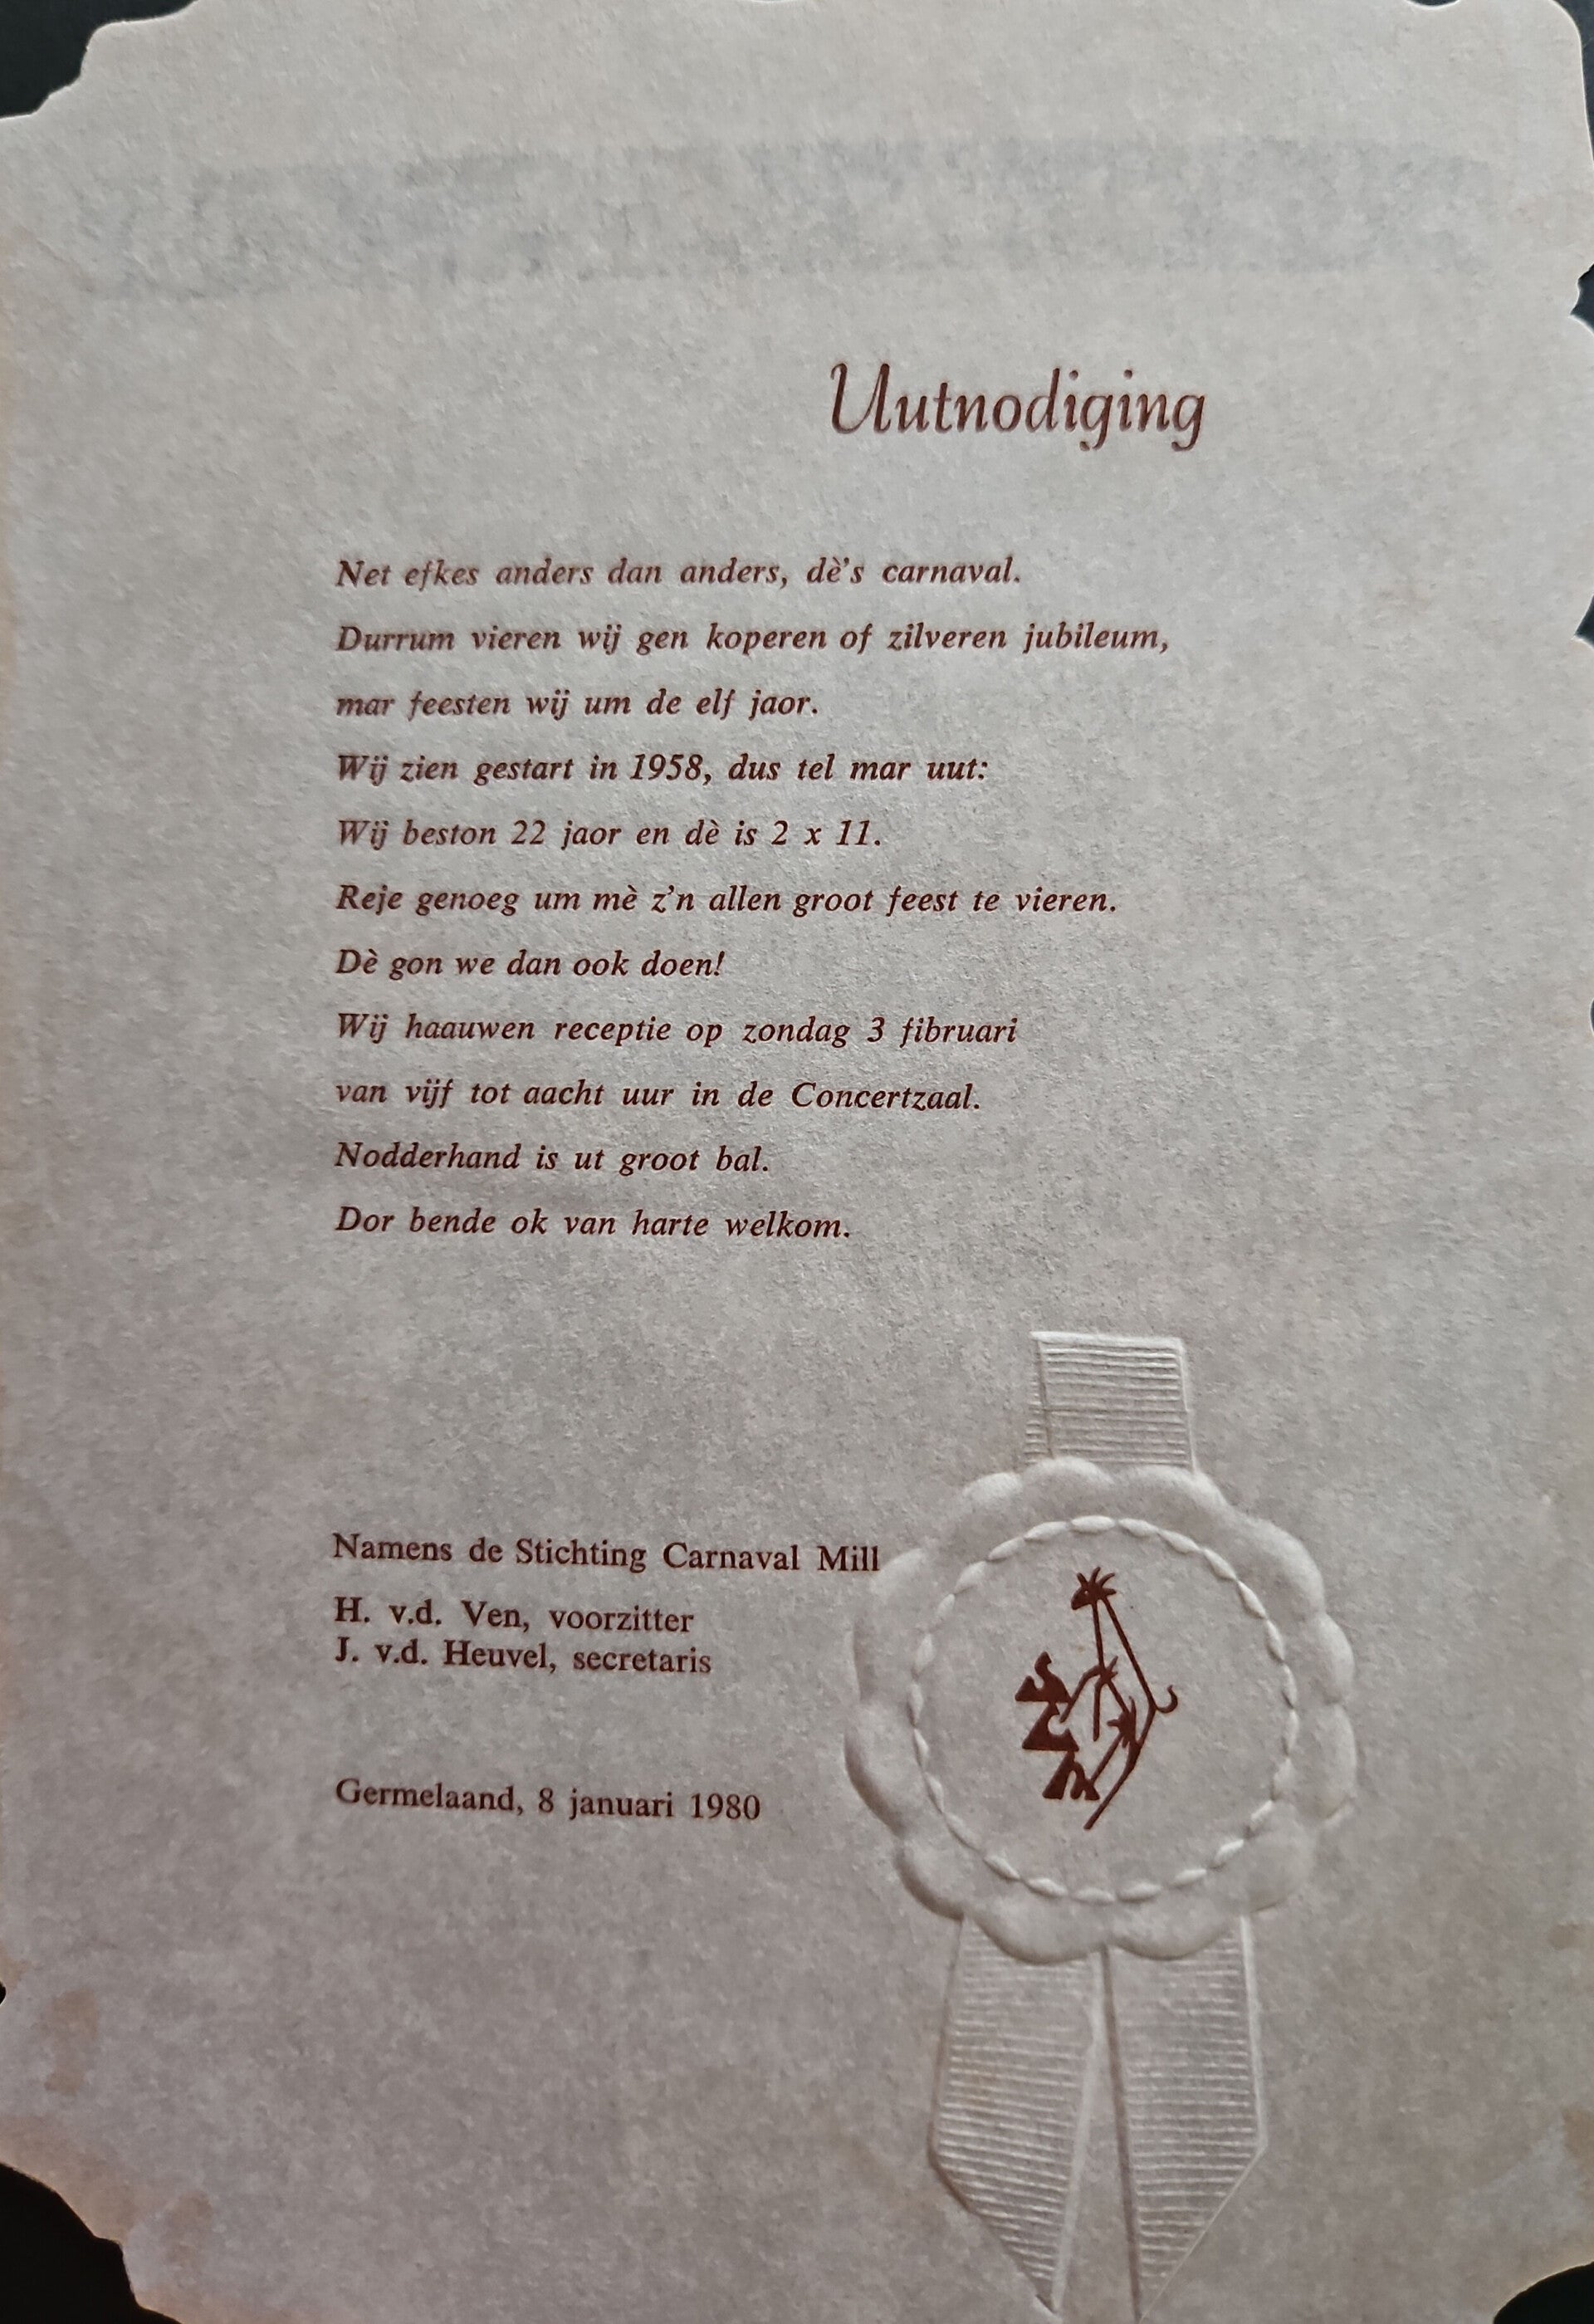 Uutnodiging
Net efkes anders dan anders, dè's carnaval.
Durrum vieren wij gen koperen of zilveren jubileum,
mar feesten wij um de elf jaor.
Wij zien gestart in 1958, dus tel mar uut:
Wij beston 22 jaor en dè is 2 x 11.
Reje genoeg um mè z'n allen groot feest te vieren.
Dè gon we dan ook doen!
Wij haauwen receptie op zondag 3 fibruari
van vijf tot aacht uur in de Concertzaal.
Nodderhand is ut groot bal.
Dor bende ok van harte welkom.
Namens de Stichting Carnaval Mill
H. v.d. Ven, voorzitter
J. v.d. Heuvel, secretaris
Germelaand, 8 januari 1980